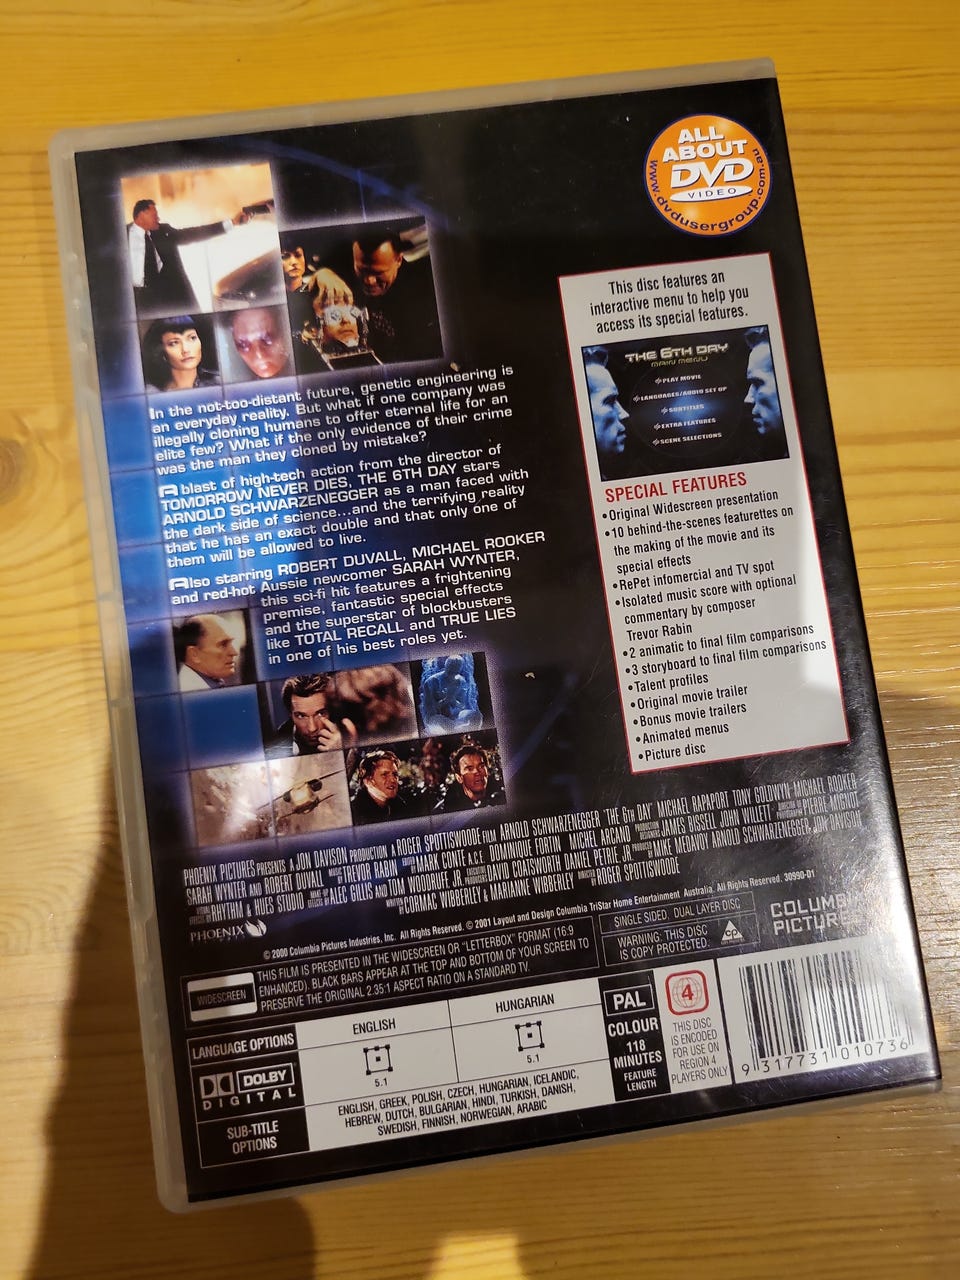 ALL
ABOUT
DVD
VIDEO
www.dvdusergroup.com.au
This disc features an
interactive menu to help you
access its special features.
THE 6TH DAY
MAIN MENU
PLAY MOVIE
LANGUAGES/AUDIO SET UP
SUBTITLES
EXTRA FEATURES
SCENE SELECTIONS
SPECIAL FEATURES
•Original Widescreen presentation
•10 behind-the-scenes featurettes on
the making of the movie and its
special effects
•RePet infomercial and TV spot
•Isolated music score with optional
commentary by composer
Trevor Rabin
•2 animatic to final film comparisons
•3 storyboard to final film comparisons
•Talent profiles
•Original movie trailer
•Bonus movie trailers
•Animated menus
•Picture disc
In the not-too-distant future, genetic engineering is
an everyday reality. But what if one company was
illegally cloning humans to offer eternal life for an
elite few? What if the only evidence of their crime
was the man they cloned by mistake?
A blast of high-tech action from the director of
TOMORROW NEVER DIES, THE 6TH DAY stars
ARNOLD SCHWARZENEGGER as a man faced with
the dark side of science...and the terrifying reality
that he has an exact double and that only one of
them will be allowed to live.
Also starring ROBERT DUVALL, MICHAEL ROOKER
and red-hot Aussie newcomer SARAH WYNTER,
this sci-fi hit features a frightening
premise, fantastic special effects
and the superstar of blockbusters
like TOTAL RECALL and TRUE LIES
in one of his best roles yet.
PHOENIX PICTURES PRESENTS A JON DAVISON PRODUCTION A ROGER SPOTTISWOODE FILM ARNOLD SCHWARZENEGGER 'THE 6TH DAY' MICHAEL RAPAPORT TONY GOLDWYN MICHAEL ROOKER
SARAH WYNTER AND ROBERT DUVALL MUSIC BY TREVOR RABIN EDITED BY MARK CONTE A.C.E. DOMINIQUE FORTIN MICHEL ARCAND PRODUCTION DESIGNER JAMES BISSELL JOHN WILLETT PIERRE MIGNOT
VISUAL EFFECTS BY RHYTHM & HUES STUDIO ALEC GILLIS AND TOM WOODRUFF JR. EXECUTIVE PRODUCERS DAVID COATSWORTH DANIEL PETRIE, JR. PRODUCED BY MIKE MEDAVOY ARNOLD SCHWARZENEGGER JON DAVISON
WRITTEN BY CORMAC WIBBERLEY & MARIANNE WIBBERLEY DIRECTED BY ROGER SPOTTISWOODE
PHOENIX
© 2000 Columbia Pictures Industries, Inc. All Rights Reserved. © 2001 Layout and Design Columbia TriStar Home Entertainment. Australia. All Rights Reserved. 30990-D1
WIDESCREEN
THIS FILM IS PRESENTED IN THE WIDESCREEN OR "LETTERBOX" FORMAT (16:9
ENHANCED). BLACK BARS APPEAR AT THE TOP AND BOTTOM OF YOUR SCREEN TO
PRESERVE THE ORIGINAL 2.35:1 ASPECT RATIO ON A STANDARD TV.
SINGLE SIDED, DUAL LAYER DISC
WARNING: THIS DISC
IS COPY PROTECTED.
COLUMBIA
PICTURES
LANGUAGE OPTIONS
ENGLISH
HUNGARIAN
DOLBY
DIGITAL
5.1
5.1
SUB-TITLE
OPTIONS
ENGLISH, GREEK, POLISH, CZECH, HUNGARIAN, ICELANDIC,
HEBREW, DUTCH, BULGARIAN, HINDI, TURKISH, DANISH,
SWEDISH, FINNISH, NORWEGIAN, ARABIC
PAL
COLOUR
118
MINUTES
FEATURE
LENGTH
4
THIS DISC
IS ENCODED
FOR USE ON
REGION 4
PLAYERS ONLY
9 317731 010736